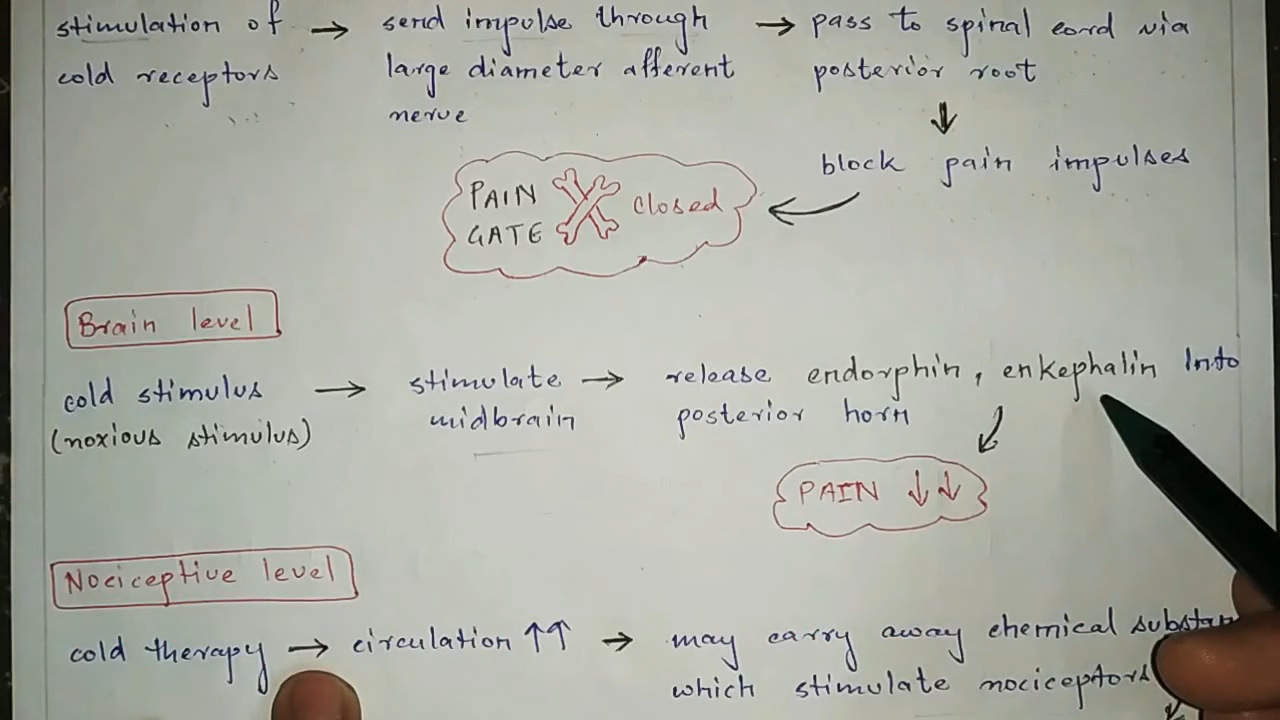 stimulation of → send impulse through → pass to spinal cord via
cold receptors large diameter afferent posterior root
nerve
↓
block pain impulses
PAIN closed
GATE
←
Brain level
cold stimulus → stimulate → release endorphin, enkephalin into
(noxious stimulus) midbrain posterior horn
↙
PAIN ↓↓
Nociceptive level
cold therapy → circulation ↑↑ → may carry away chemical
which stimulate nociceptors